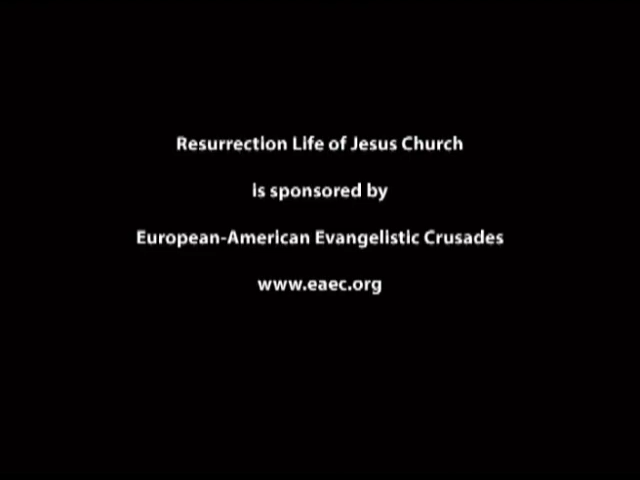 Resurrection Life of Jesus Church
is sponsored by
European-American Evangelistic Crusades
www.eaec.org